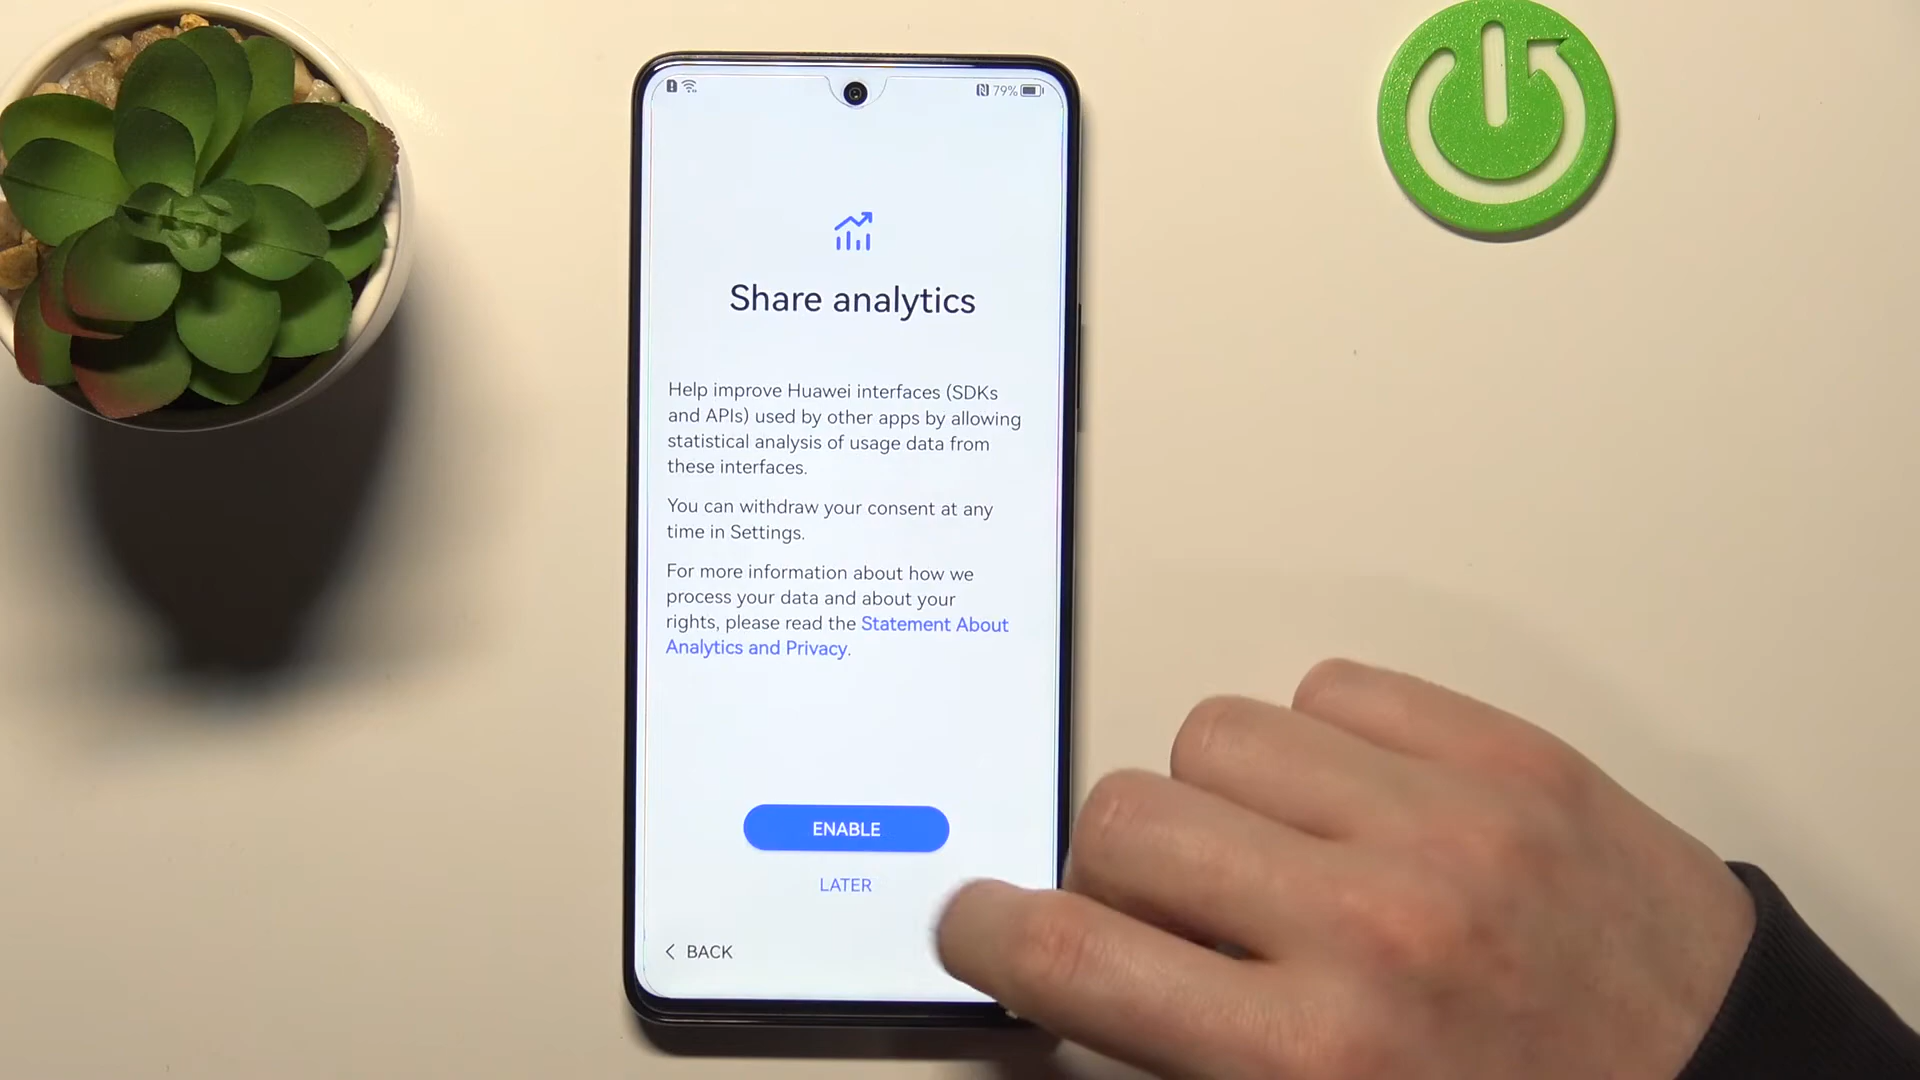 79%
Share analytics
Help improve Huawei interfaces (SDKs
and APIs) used by other apps by allowing
statistical analysis of usage data from
these interfaces.
You can withdraw your consent at any
time in Settings.
For more information about how we
process your data and about your
rights, please read the Statement About
Analytics and Privacy.
ENABLE
LATER
< BACK